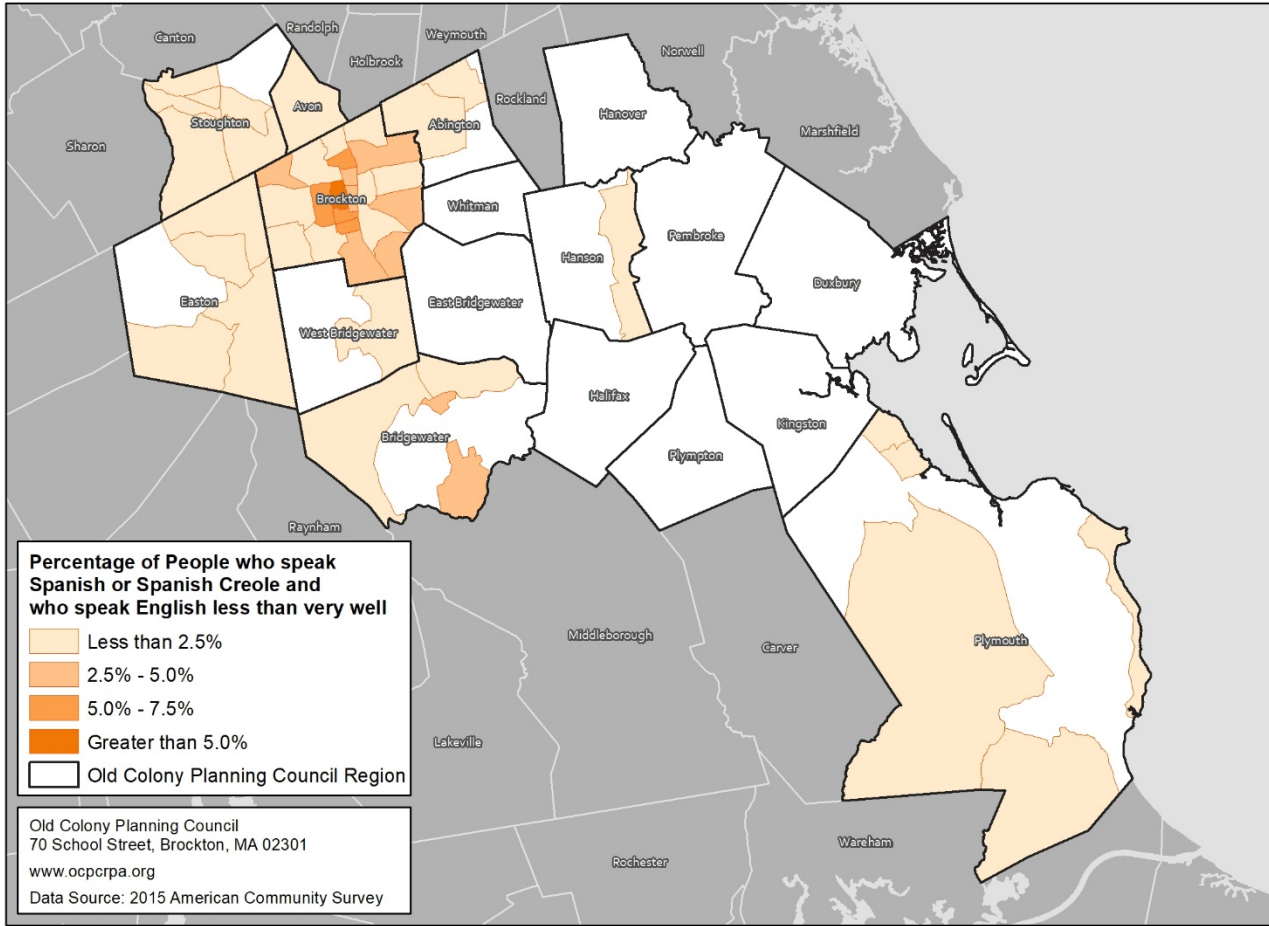 Canton
Randolph
Weymouth
Holbrook
Norwell
Rockland
Avon
Hanover
Stoughton
Abington
Marshfield
Sharon
Brockton
Whitman
Pembroke
Hanson
Duxbury
Easton
East Bridgewater
West Bridgewater
Halifax
Kingston
Bridgewater
Plympton
Raynham
Middleborough
Carver
Plymouth
Lakeville
Wareham
Rochester
Percentage of People who speak
Spanish or Spanish Creole and
who speak English less than very well
Less than 2.5%
2.5% - 5.0%
5.0% - 7.5%
Greater than 5.0%
Old Colony Planning Council Region
Old Colony Planning Council
70 School Street, Brockton, MA 02301
www.ocpcrpa.org
Data Source: 2015 American Community Survey